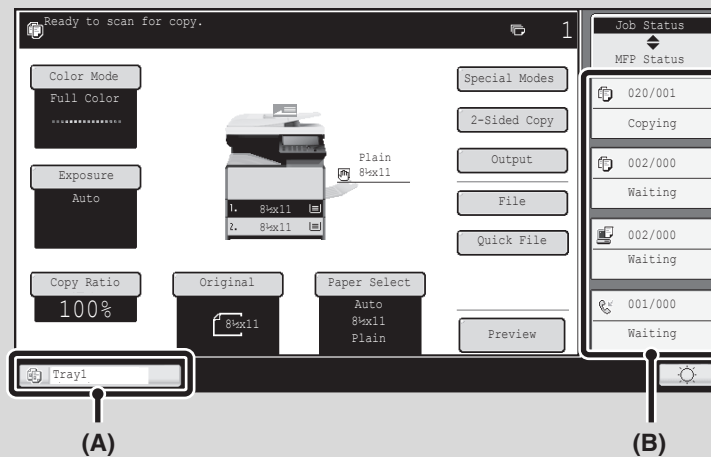 Ready to scan for copy.
1
Job Status
MFP Status
Color Mode
Full Color
Exposure
Auto
Copy Ratio
100%
Original
8½x11
Paper Select
Auto
8½x11
Plain
Plain
8½x11
1. 8½x11
2. 8½x11
Special Modes
2-Sided Copy
Output
File
Quick File
Preview
020/001
Copying
002/000
Waiting
002/000
Waiting
001/000
Waiting
Tray1
(A)
(B)